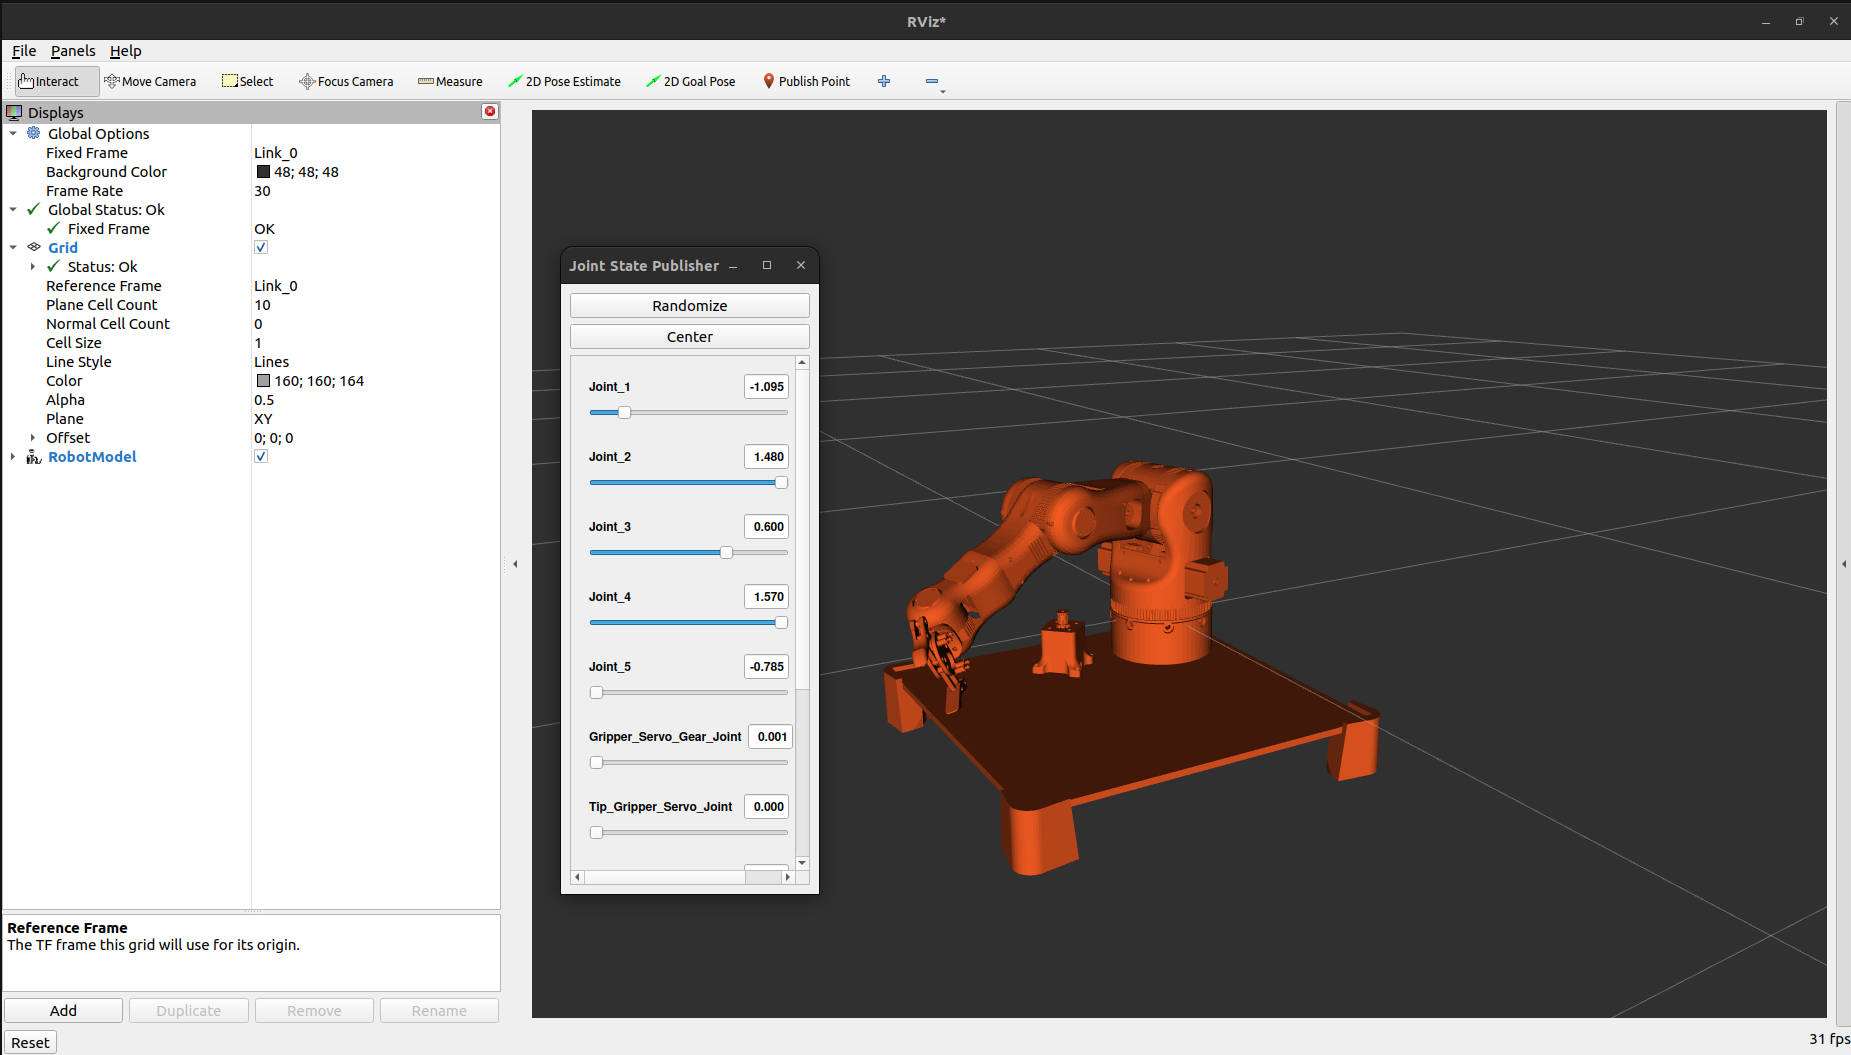 RViz*
File Panels Help
Interact Move Camera Select Focus Camera Measure 2D Pose Estimate 2D Goal Pose Publish Point
Displays
Global Options
Fixed Frame Link_0
Background Color 48; 48; 48
Frame Rate 30
Global Status: Ok
Fixed Frame OK
Grid
Status: Ok
Reference Frame Link_0
Plane Cell Count 10
Normal Cell Count 0
Cell Size 1
Line Style Lines
Color 160; 160; 164
Alpha 0.5
Plane XY
Offset 0; 0; 0
RobotModel
Reference Frame
The TF frame this grid will use for its origin.
Add Duplicate Remove Rename
Reset
Joint State Publisher
Randomize
Center
Joint_1 -1.095
Joint_2 1.480
Joint_3 0.600
Joint_4 1.570
Joint_5 -0.785
Gripper_Servo_Gear_Joint 0.001
Tip_Gripper_Servo_Joint 0.000
31 fps